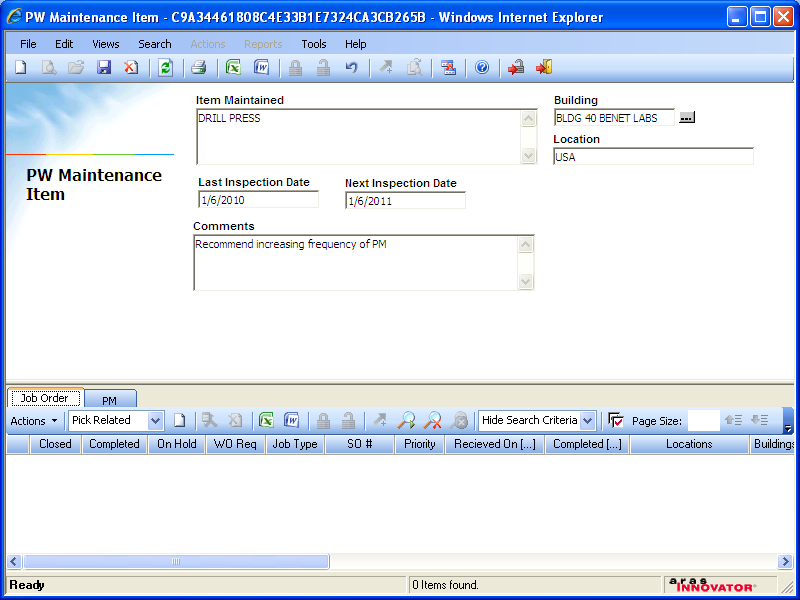 PW Maintenance Item - C9A34461808C4E33B1E7324CA3CB265B - Windows Internet Explorer
File Edit Views Search Actions Reports Tools Help
Item Maintained
DRILL PRESS
Building
BLDG 40 BENET LABS ...
Location
USA
PW Maintenance
Item
Last Inspection Date
1/6/2010
Next Inspection Date
1/6/2011
Comments
Recommend increasing frequency of PM
Job Order PM
Actions Pick Related Hide Search Criteria Page Size:
Closed Completed On Hold WO Req Job Type SO # Priority Recieved On [...] Completed [...] Locations Buildings
Ready 0 Items found. aras INNOVATOR